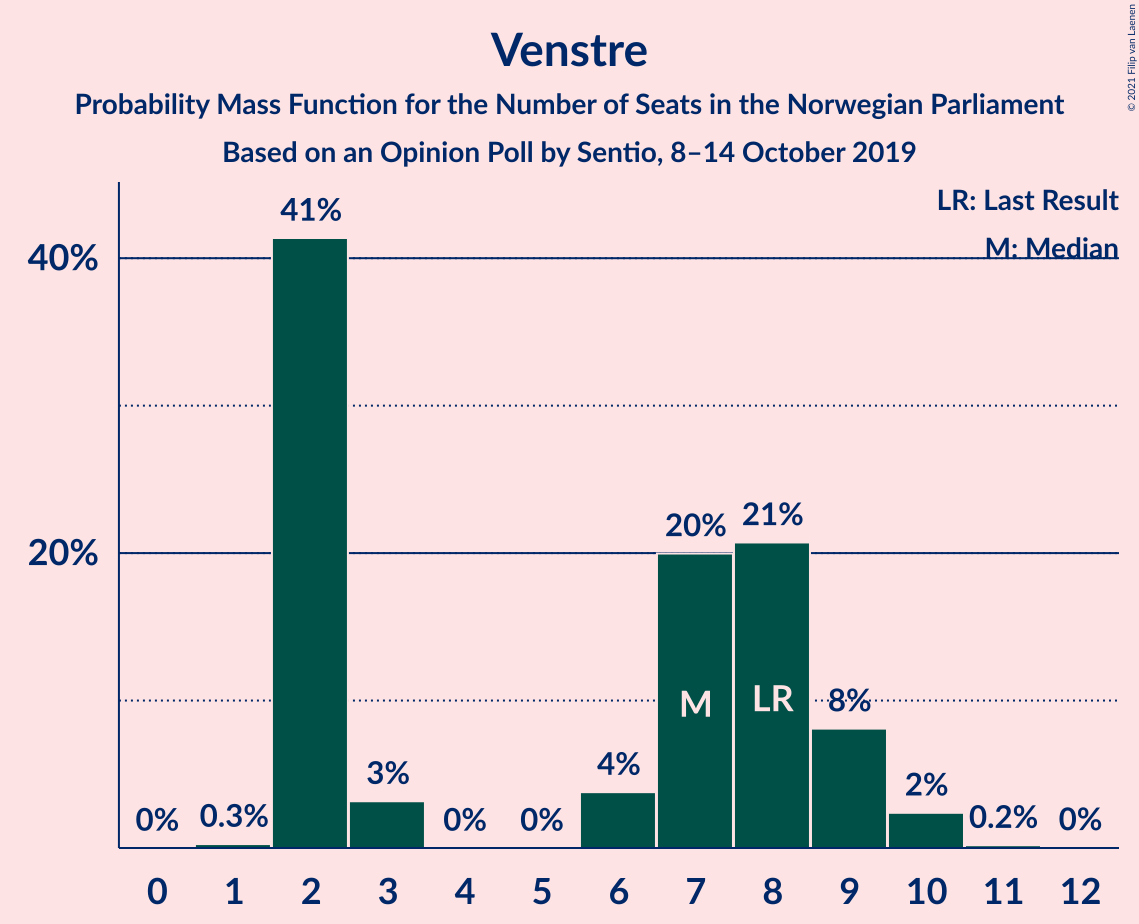 Venstre
Probability Mass Function for the Number of Seats in the Norwegian Parliament
Based on an Opinion Poll by Sentio, 8–14 October 2019
© 2021 Filip van Laenen
LR: Last Result
M: Median
40%
20%
0%
0.3%
41%
3%
0%
0%
4%
20%
21%
8%
2%
0.2%
0%
M
LR
0 1 2 3 4 5 6 7 8 9 10 11 12